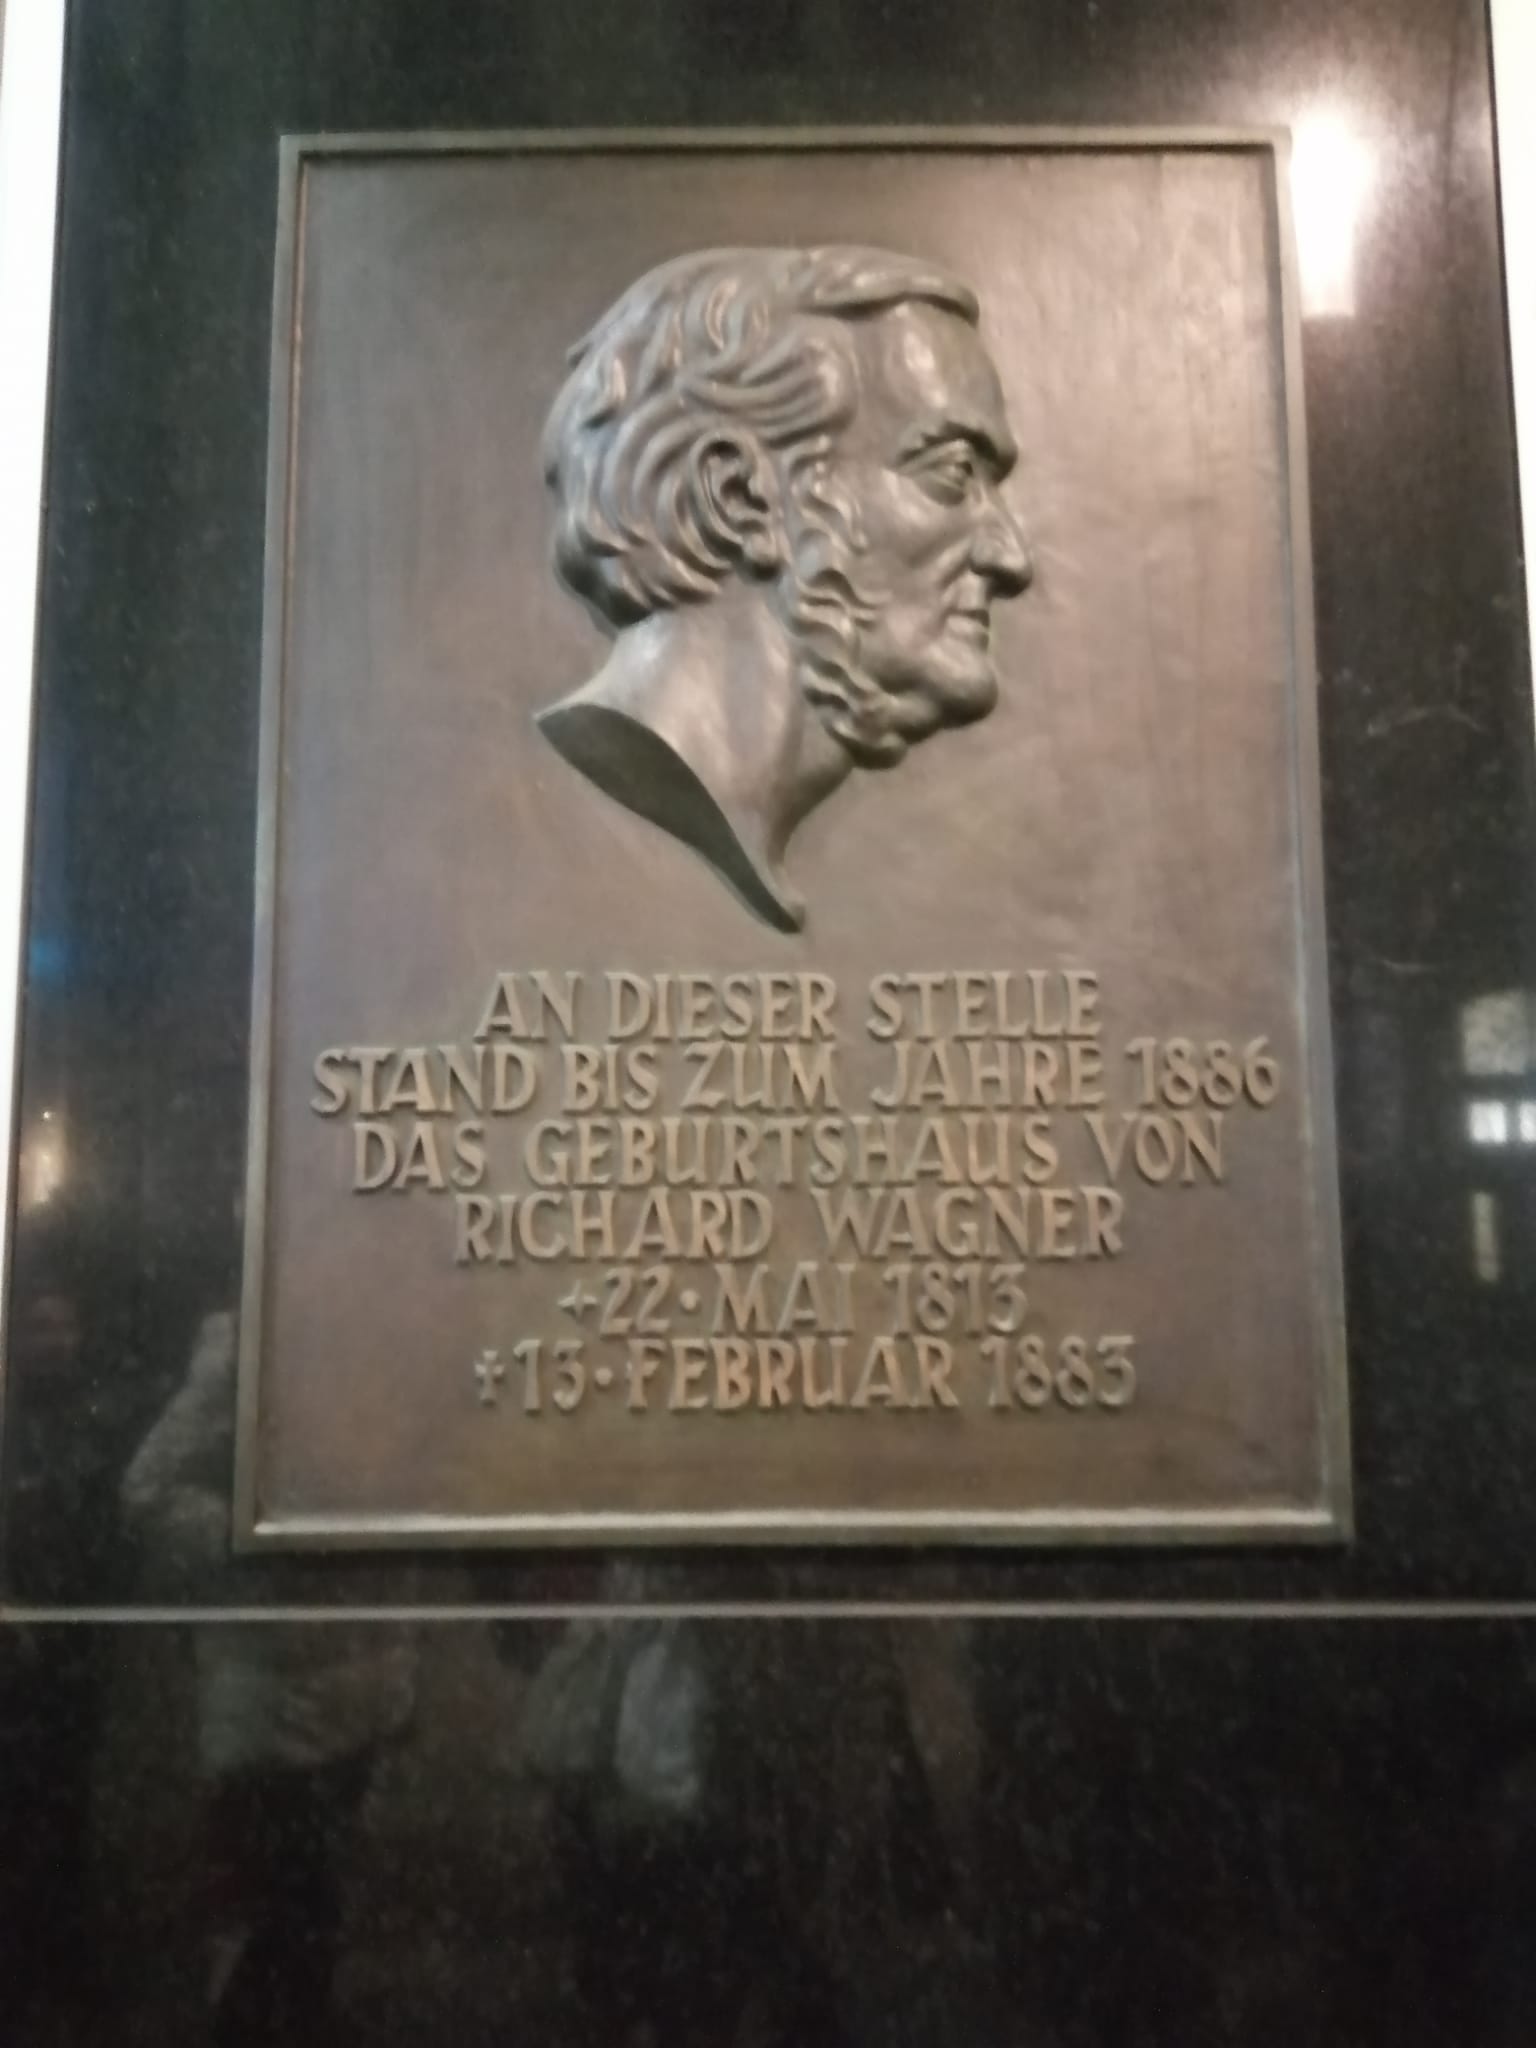 AN DIESER STELLE
STAND BIS ZUM JAHRE 1886
DAS GEBURTSHAUS VON
RICHARD WAGNER
+22·MAI 1813
✝13·FEBRUAR 1883